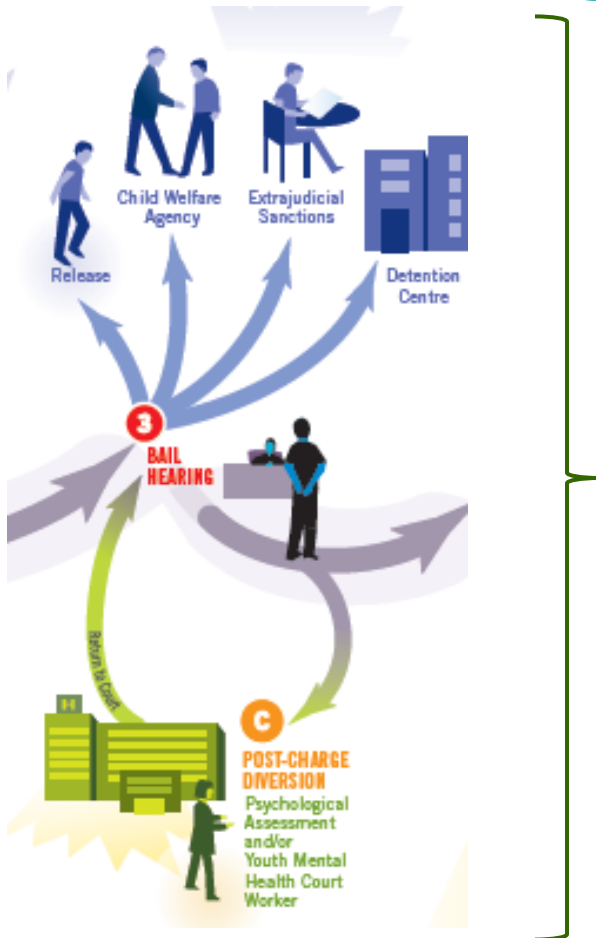 Child Welfare
Agency
Extrajudicial
Sanctions
Release
Detention
Centre
3
BAIL
HEARING
Return to Court
H
C
POST-CHARGE
DIVERSION
Psychological
Assessment
and/or
Youth Mental
Health Court
Worker